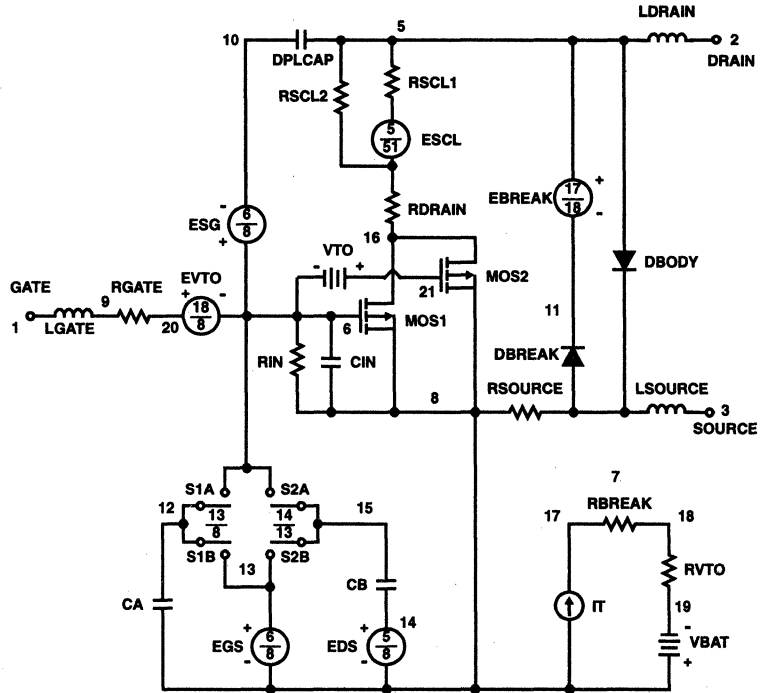 LDRAIN
5
10
2
DPLCAP
DRAIN
RSCL1
RSCL2
5
51
ESCL
+
17
18
-
EBREAK
RDRAIN
-
6
8
+
ESG
16
VTO
- +
DBODY
MOS2
GATE
9
RGATE
EVTO
+ -
18
8
21
11
1
LGATE
20
6
MOS1
DBREAK
RIN
CIN
8
RSOURCE
LSOURCE
3
SOURCE
S1A
S2A
7
12
13
8
14
13
15
RBREAK
17
18
S1B
S2B
13
RVTO
CB
CA
14
IT
19
-
VBAT
+
+
EGS
6
8
-
+
EDS
5
8
-